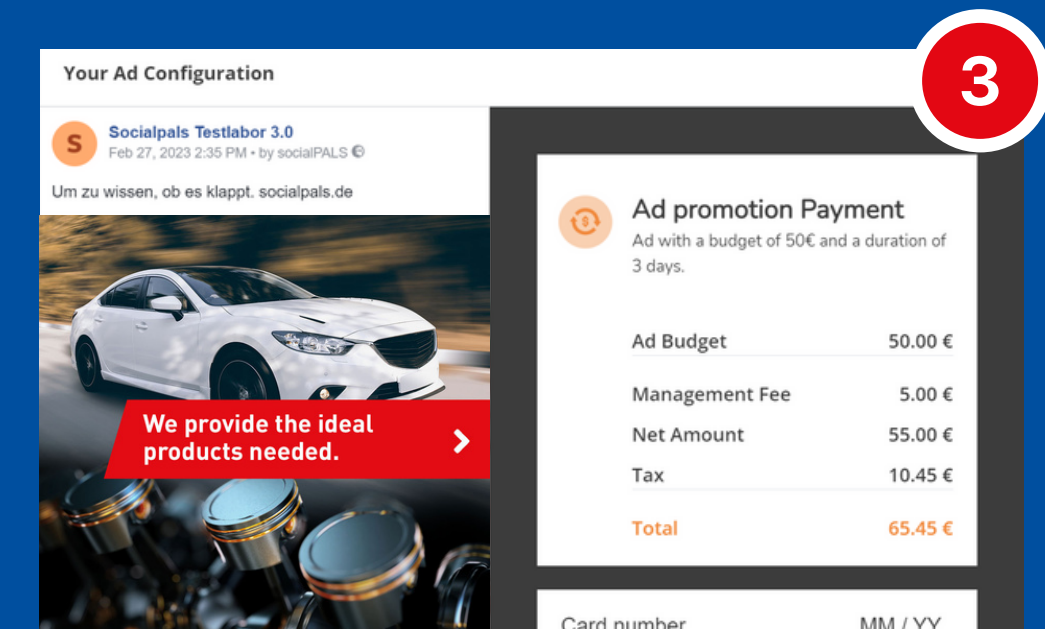 3
Your Ad Configuration
S
Socialpals Testlabor 3.0
Feb 27, 2023 2:35 PM • by socialPALS
Um zu wissen, ob es klappt. socialpals.de
We provide the ideal
products needed.
Ad promotion Payment
Ad with a budget of 50€ and a duration of
3 days.
Ad Budget 50.00 €
Management Fee 5.00 €
Net Amount 55.00 €
Tax 10.45 €
Total 65.45 €
Card number MM / YY